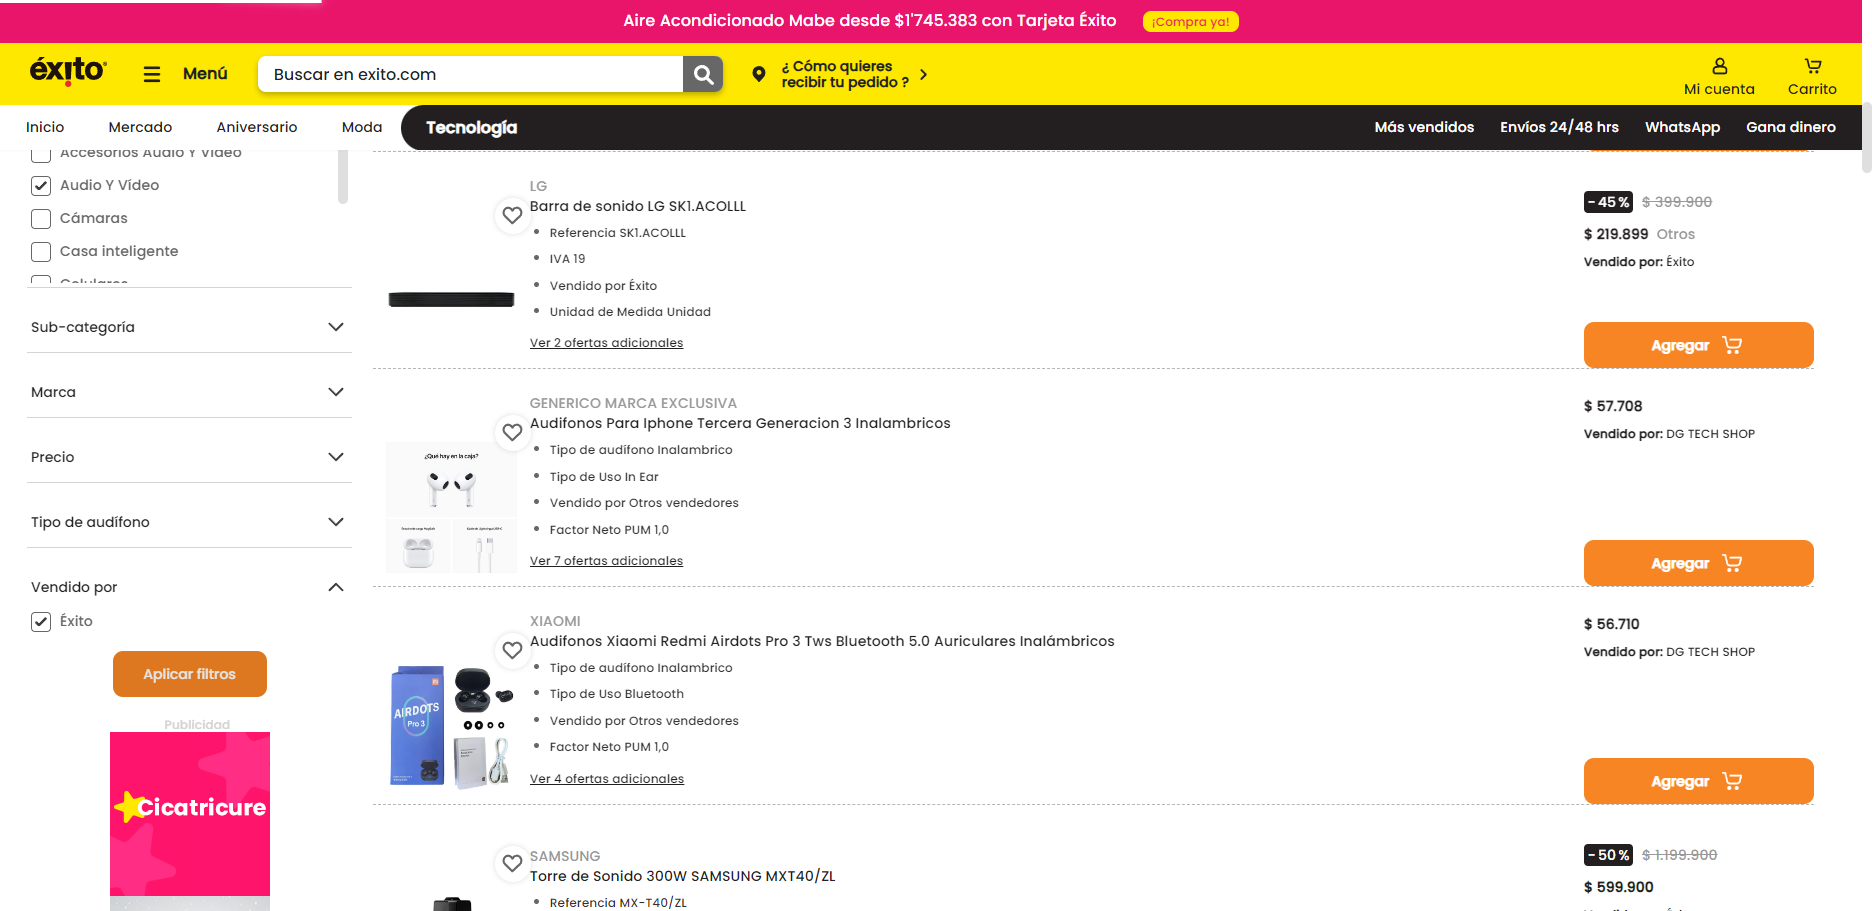 Aire Acondicionado Mabe desde $1'745.383 con Tarjeta Éxito
¡Compra ya!
éxito
Menú
Buscar en exito.com
¿ Cómo quieres
recibir tu pedido ?
Mi cuenta
Carrito
Inicio
Mercado
Aniversario
Moda
Tecnología
Más vendidos
Envíos 24/48 hrs
WhatsApp
Gana dinero
Accesorios Audio Y Video
Audio Y Vídeo
Cámaras
Casa inteligente
Celulares
Sub-categoría
Marca
Precio
Tipo de audífono
Vendido por
Éxito
Aplicar filtros
Publicidad
Cicatricure
LG
Barra de sonido LG SK1.ACOLLL
Referencia SK1.ACOLLL
IVA 19
Vendido por Éxito
Unidad de Medida Unidad
Ver 2 ofertas adicionales
-45%
$ 399.900
$ 219.899 Otros
Vendido por: Éxito
Agregar
GENERICO MARCA EXCLUSIVA
Audifonos Para Iphone Tercera Generacion 3 Inalambricos
Tipo de audífono Inalambrico
Tipo de Uso In Ear
Vendido por Otros vendedores
Factor Neto PUM 1,0
Ver 7 ofertas adicionales
¿Qué hay en la caja?
$ 57.708
Vendido por: DG TECH SHOP
Agregar
XIAOMI
Audifonos Xiaomi Redmi Airdots Pro 3 Tws Bluetooth 5.0 Auriculares Inalámbricos
Tipo de audífono Inalambrico
Tipo de Uso Bluetooth
Vendido por Otros vendedores
Factor Neto PUM 1,0
Ver 4 ofertas adicionales
AIRDOTS
Pro 3
$ 56.710
Vendido por: DG TECH SHOP
Agregar
SAMSUNG
Torre de Sonido 300W SAMSUNG MXT40/ZL
Referencia MX-T40/ZL
-50%
$ 1.199.900
$ 599.900